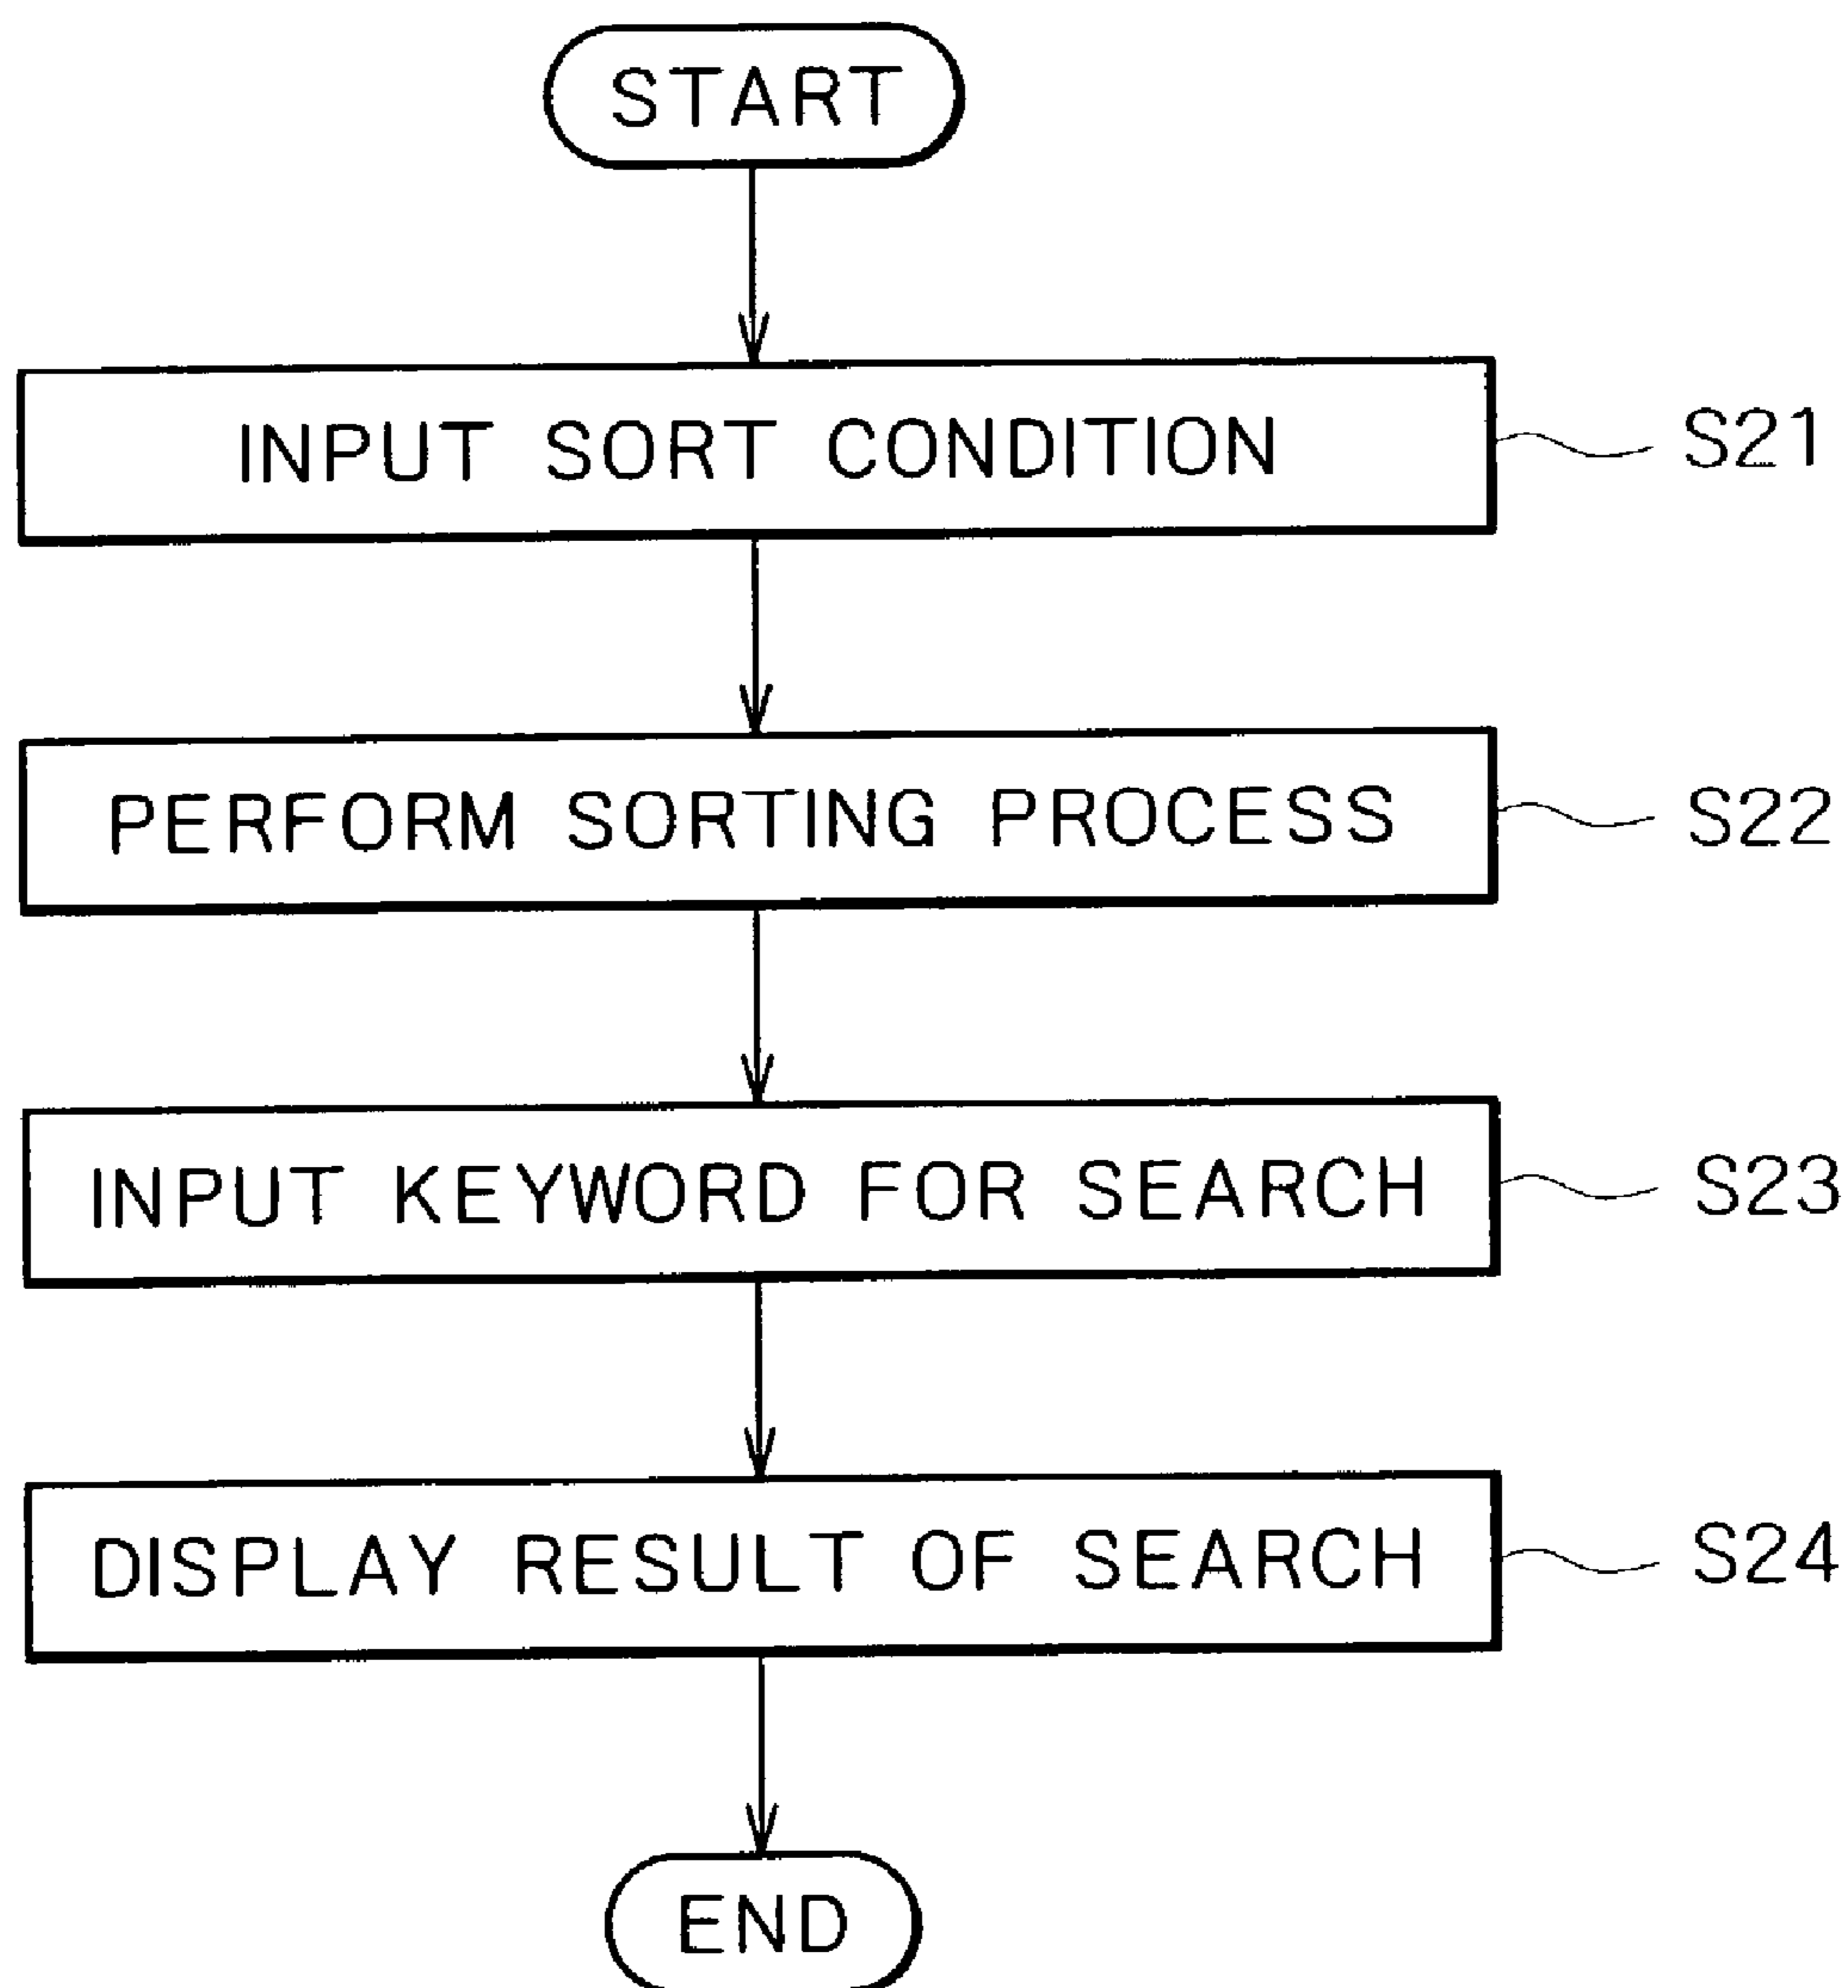 START
INPUT SORT CONDITION
S21
PERFORM SORTING PROCESS
S22
INPUT KEYWORD FOR SEARCH
S23
DISPLAY RESULT OF SEARCH
S24
END